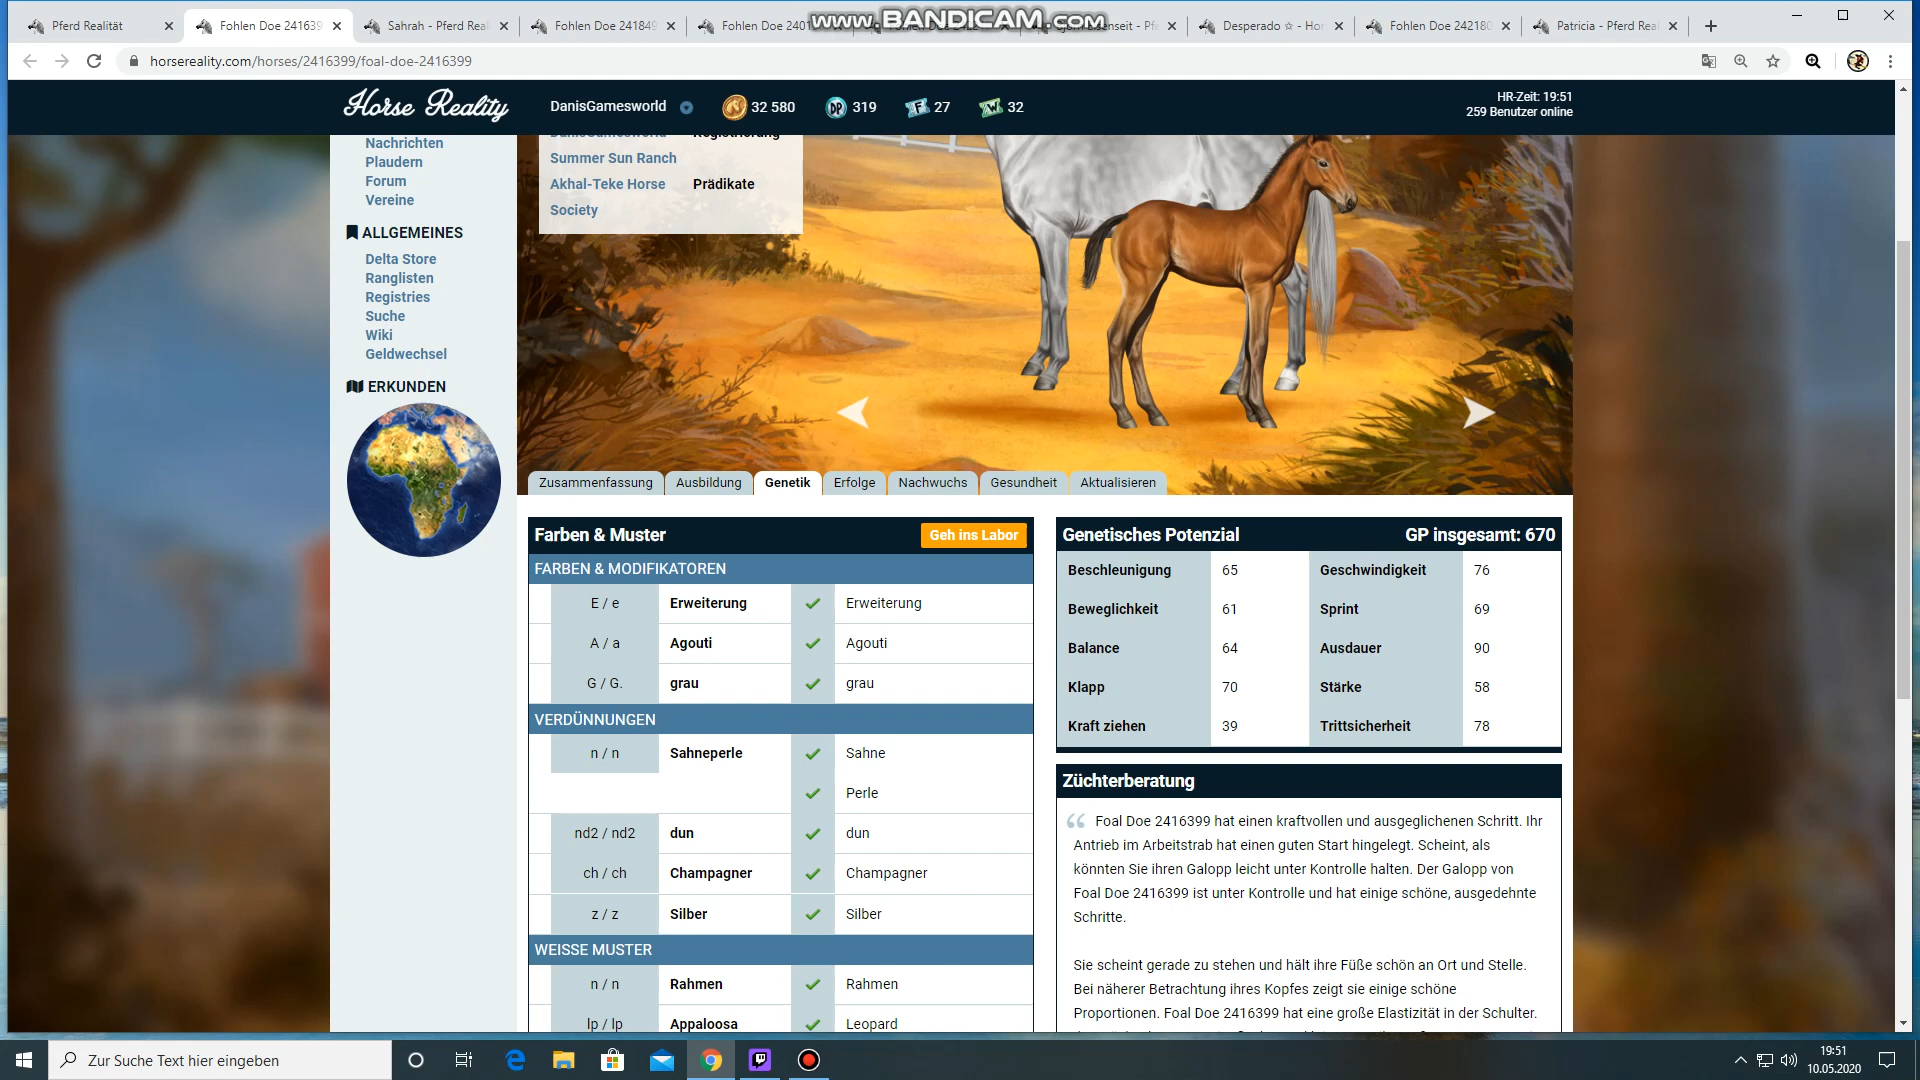 Pferd Realität
Fohlen Doe 2416399
Sahrah - Pferd Real
Fohlen Doe 241849
Fohlen Doe 2401
www.BANDICAM.com
Desperado ☆ - Hor
Fohlen Doe 242180
Patricia - Pferd Rea
horsereality.com/horses/2416399/foal-doe-2416399
Horse Reality
DanisGamesworld
32 580
DP
319
F
27
W
32
HR-Zeit: 19:51
259 Benutzer online
Nachrichten
Plaudern
Forum
Vereine
ALLGEMEINES
Delta Store
Ranglisten
Registries
Suche
Wiki
Geldwechsel
ERKUNDEN
DanisGamesworld
Registrierung
Summer Sun Ranch
Akhal-Teke Horse
Prädikate
Society
Zusammenfassung
Ausbildung
Genetik
Erfolge
Nachwuchs
Gesundheit
Aktualisieren
Farben & Muster
Geh ins Labor
FARBEN & MODIFIKATOREN
E / e Erweiterung Erweiterung
A / a Agouti Agouti
G / G. grau grau
VERDÜNNUNGEN
n / n Sahneperle Sahne
Perle
nd2 / nd2 dun dun
ch / ch Champagner Champagner
z / z Silber Silber
WEISSE MUSTER
n / n Rahmen Rahmen
lp / lp Appaloosa Leopard
Genetisches Potenzial GP insgesamt: 670
Beschleunigung 65 Geschwindigkeit 76
Beweglichkeit 61 Sprint 69
Balance 64 Ausdauer 90
Klapp 70 Stärke 58
Kraft ziehen 39 Trittsicherheit 78
Züchterberatung
Foal Doe 2416399 hat einen kraftvollen und ausgeglichenen Schritt. Ihr
Antrieb im Arbeitstrab hat einen guten Start hingelegt. Scheint, als
könnten Sie ihren Galopp leicht unter Kontrolle halten. Der Galopp von
Foal Doe 2416399 ist unter Kontrolle und hat einige schöne, ausgedehnte
Schritte.
Sie scheint gerade zu stehen und hält ihre Füße schön an Ort und Stelle.
Bei näherer Betrachtung ihres Kopfes zeigt sie einige schöne
Proportionen. Foal Doe 2416399 hat eine große Elastizität in der Schulter.
Zur Suche Text hier eingeben
19:51
10.05.2020